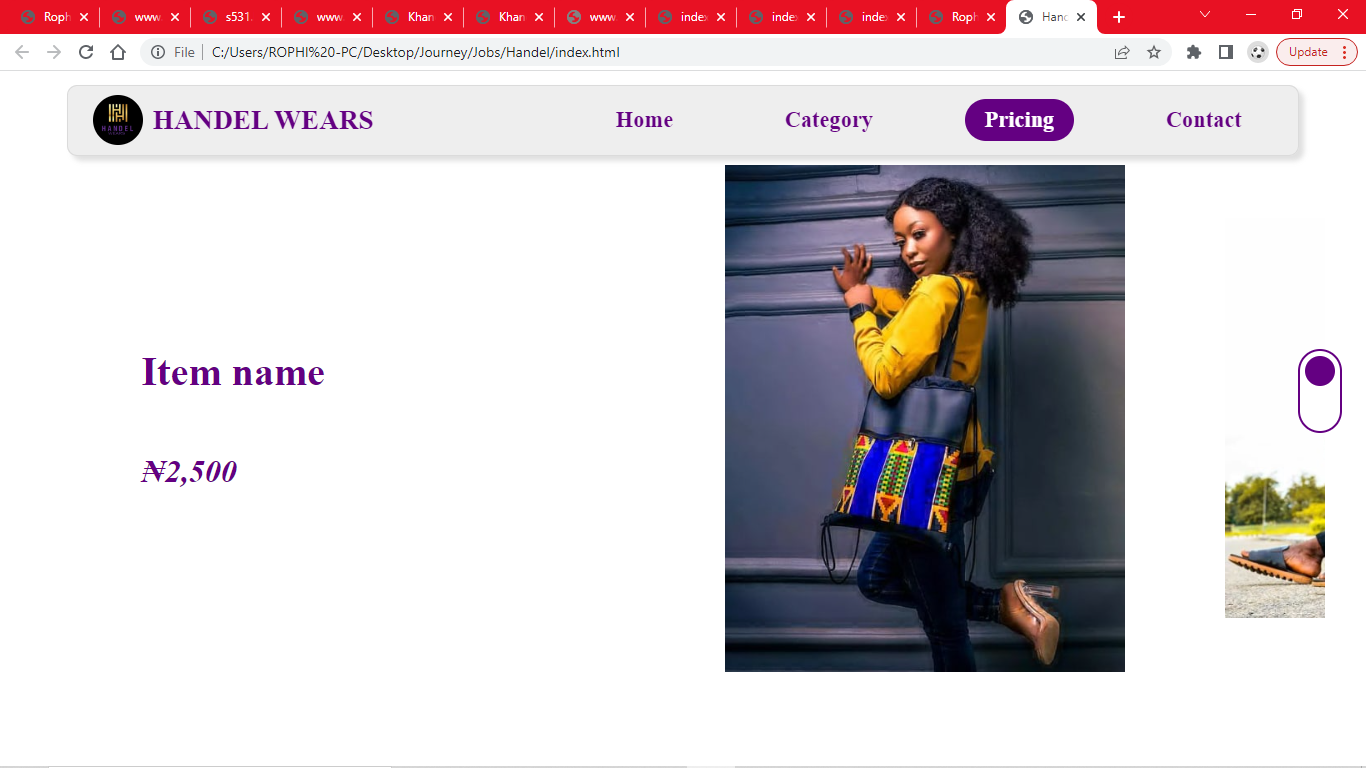 Roph
www.
s531.
www.
Khan
Khan
www.
index
index
index
Roph
Hand
File
C:/Users/ROPHI%20-PC/Desktop/Journey/Jobs/Handel/index.html
Update
HANDEL
HANDEL WEARS
Home
Category
Pricing
Contact
Item name
₦2,500